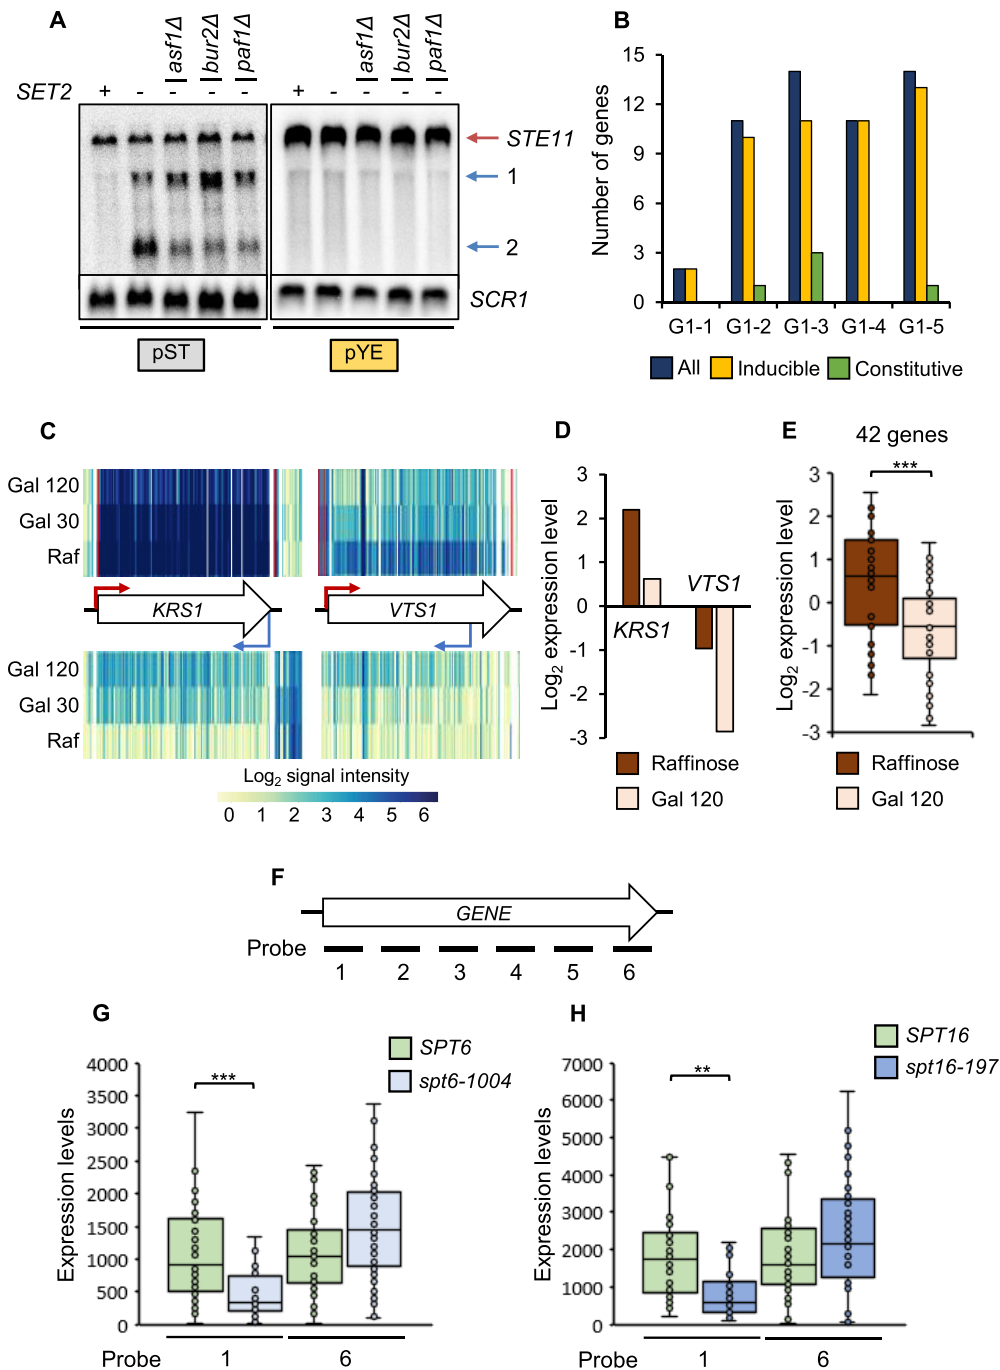 A
asf1Δ bur2Δ paf1Δ asf1Δ bur2Δ paf1Δ
SET2 + - - - - + - - - -
STE11
1
2
SCR1
pST pYE
B
Number of genes
15
12
9
6
3
0
G1-1 G1-2 G1-3 G1-4 G1-5
All Inducible Constitutive
C
Gal 120
Gal 30
Raf
KRS1 VTS1
Gal 120
Gal 30
Raf
Log2 signal intensity
0 1 2 3 4 5 6
D
Log2 expression level
3
2
1
0
-1
-2
-3
VTS1
KRS1
Raffinose
Gal 120
E
42 genes
***
Log2 expression level
3
2
1
0
-1
-2
-3
Raffinose
Gal 120
F
GENE
Probe
1 2 3 4 5 6
G
SPT6
spt6-1004
***
Expression levels
4000
3500
3000
2500
2000
1500
1000
500
0
Probe 1 6
H
SPT16
spt16-197
**
Expression levels
7000
6000
5000
4000
3000
2000
1000
0
Probe 1 6